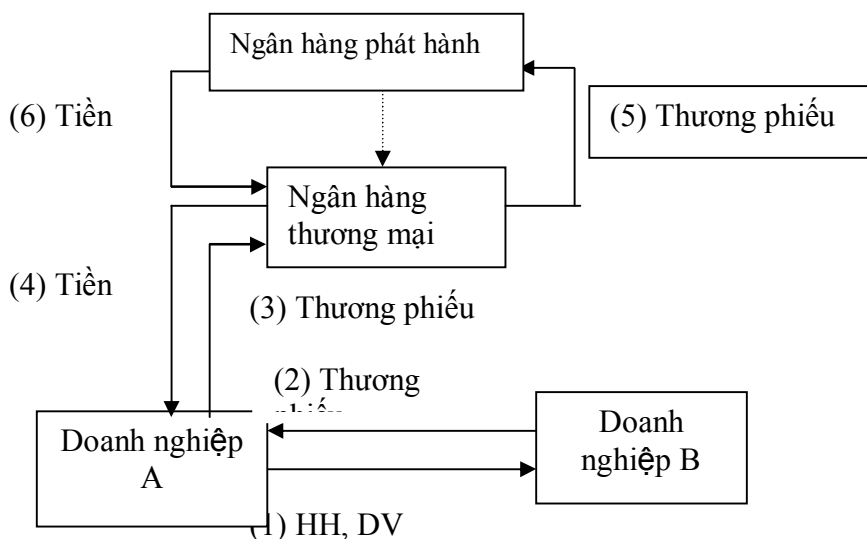 Ngân hàng phát hành
(6) Tiền
(5) Thương phiếu
Ngân hàng
thương mại
(4) Tiền
(3) Thương phiếu
(2) Thương
Doanh nghiệp
A
Doanh
nghiệp B
(1) HH, DV